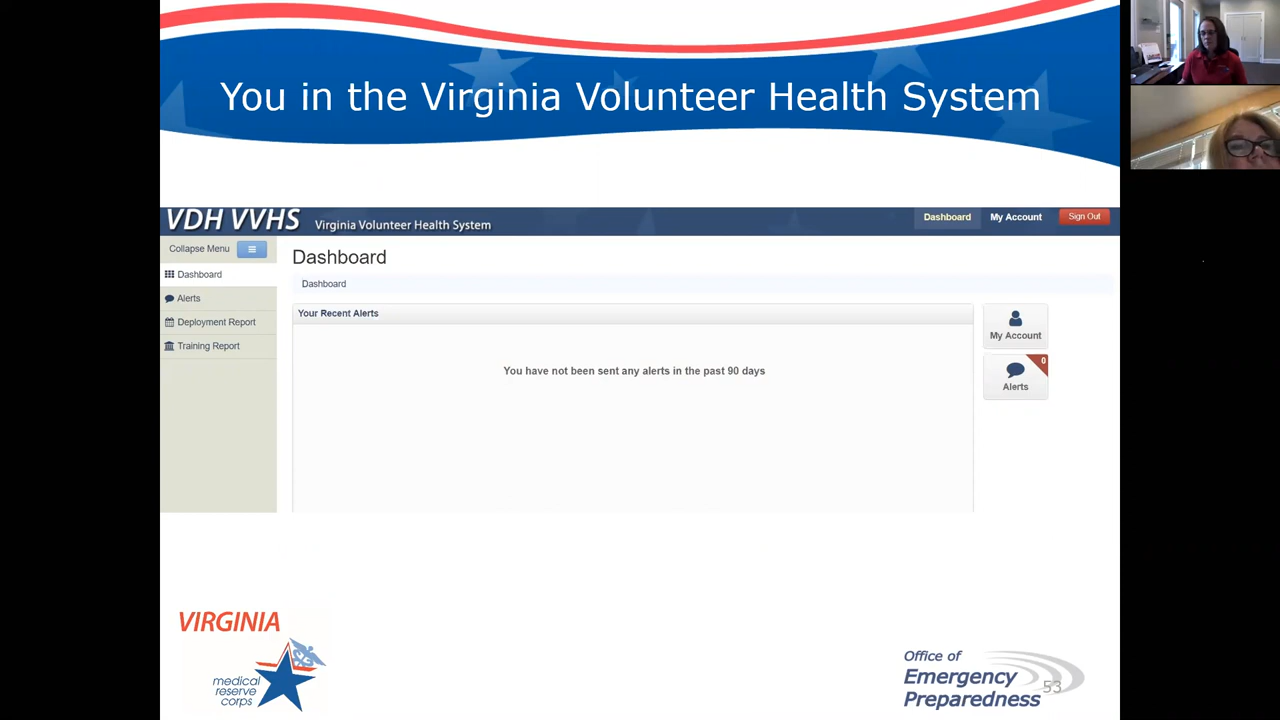 You in the Virginia Volunteer Health System
VDH VVHS Virginia Volunteer Health System
Dashboard My Account Sign Out
Collapse Menu
Dashboard
Alerts
Deployment Report
Training Report
Dashboard
Dashboard
Your Recent Alerts
You have not been sent any alerts in the past 90 days
My Account
0
Alerts
VIRGINIA
medical
reserve
corps
Office of
Emergency
Preparedness
53